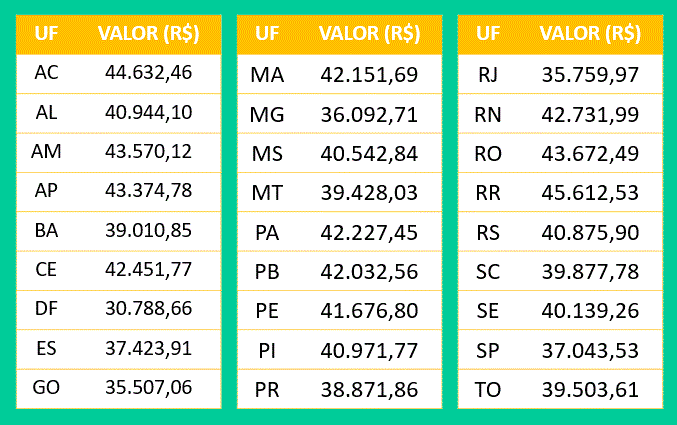 UF VALOR (R$)
AC 44.632,46
AL 40.944,10
AM 43.570,12
AP 43.374,78
BA 39.010,85
CE 42.451,77
DF 30.788,66
ES 37.423,91
GO 35.507,06
UF VALOR (R$)
MA 42.151,69
MG 36.092,71
MS 40.542,84
MT 39.428,03
PA 42.227,45
PB 42.032,56
PE 41.676,80
PI 40.971,77
PR 38.871,86
UF VALOR (R$)
RJ 35.759,97
RN 42.731,99
RO 43.672,49
RR 45.612,53
RS 40.875,90
SC 39.877,78
SE 40.139,26
SP 37.043,53
TO 39.503,61